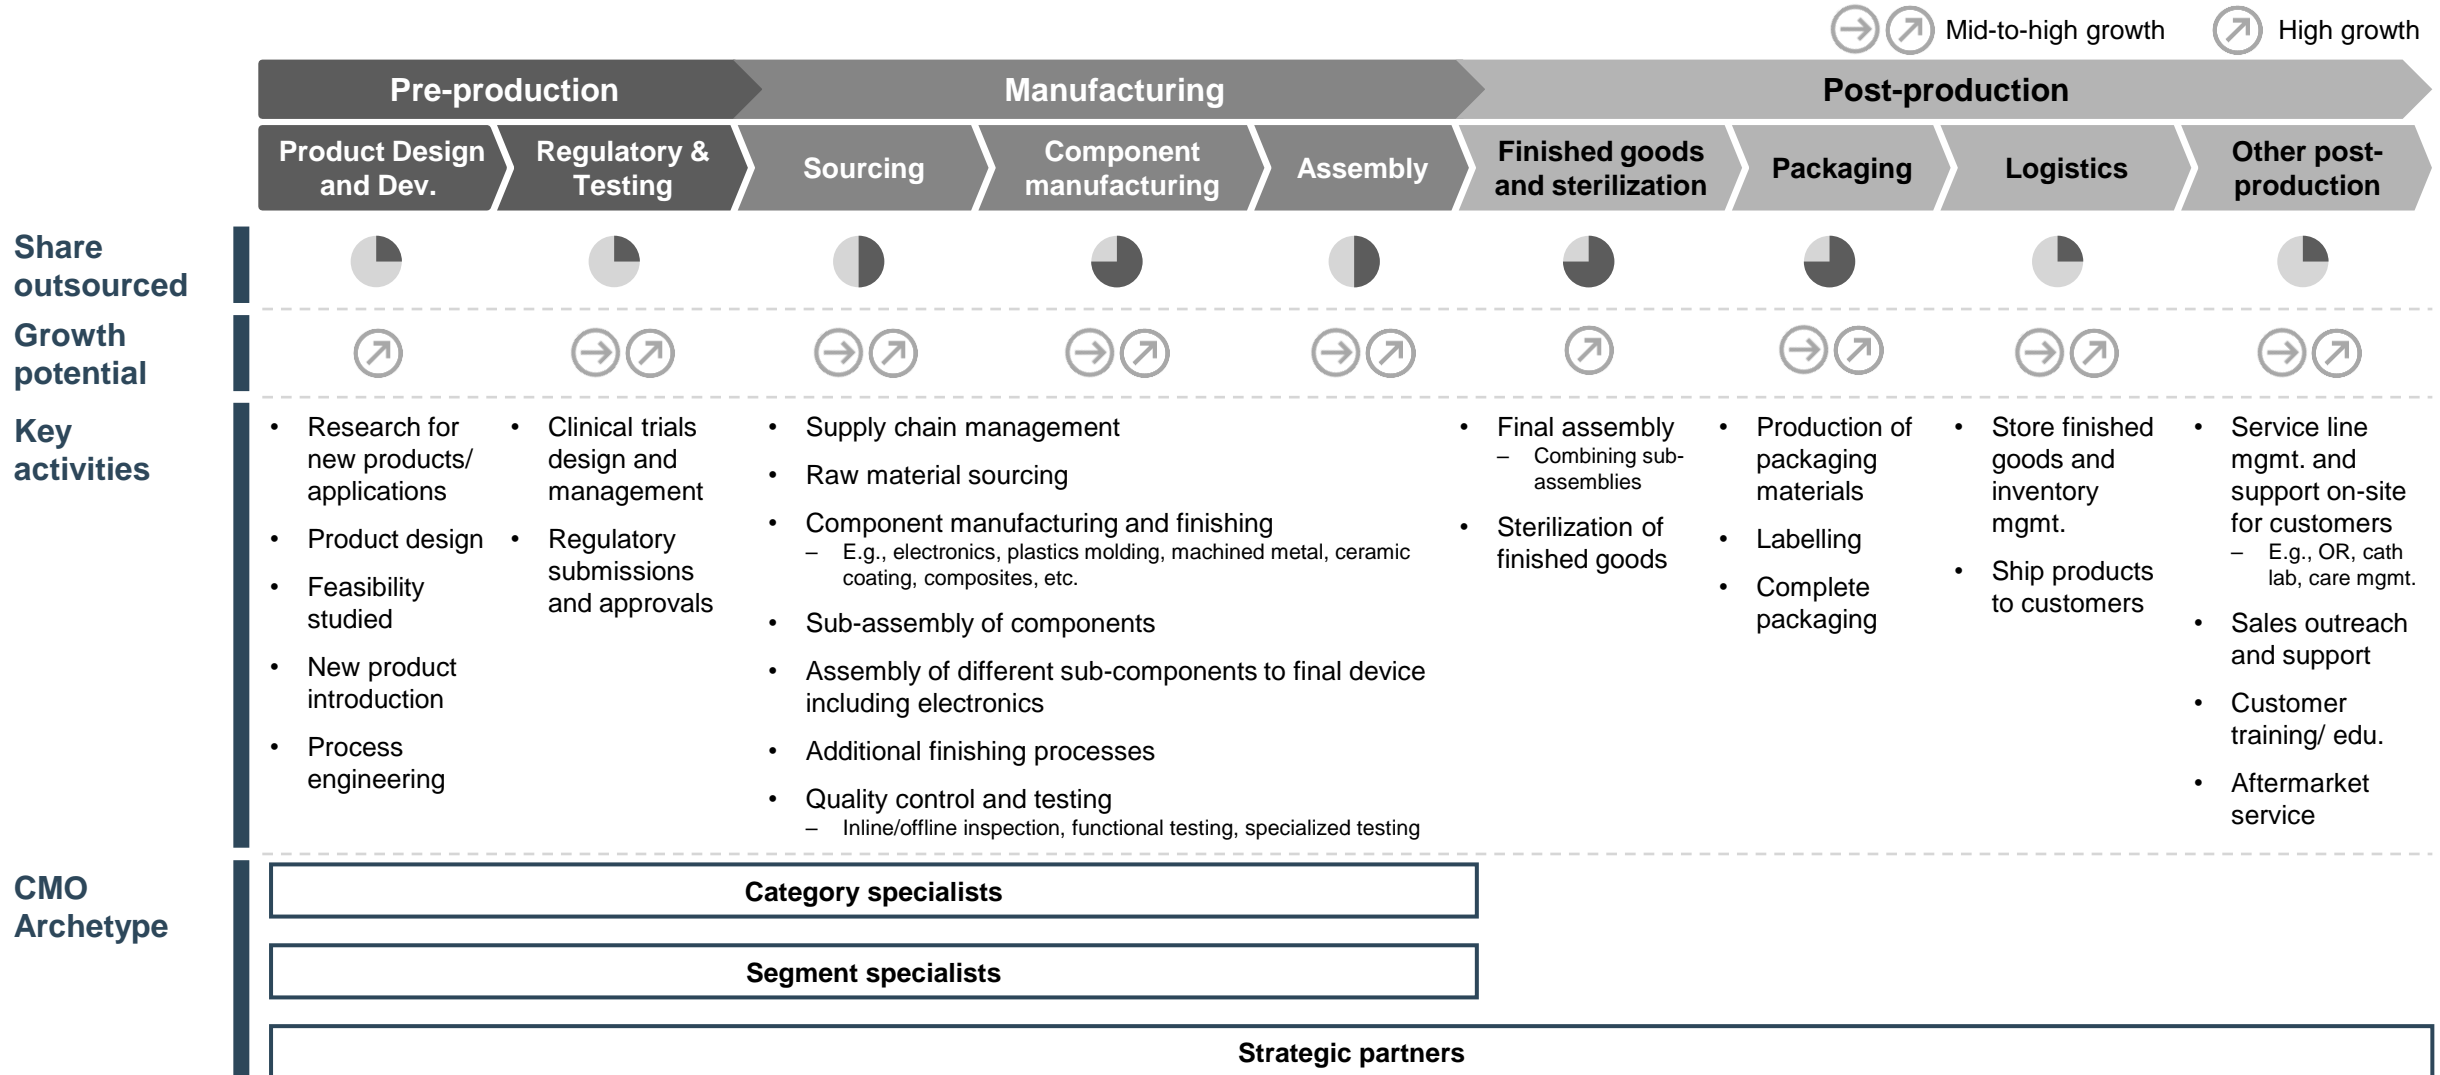 Mid-to-high growth
High growth
Pre-production
Manufacturing
Post-production
Product Design
and Dev.
Regulatory &
Testing
Sourcing
Component
manufacturing
Assembly
Finished goods
and sterilization
Packaging
Logistics
Other post-
production
Share
outsourced
Growth
potential
Key
activities
• Research for
new products/
applications
• Product design
• Feasibility
studied
• New product
introduction
• Process
engineering
• Clinical trials
design and
management
• Regulatory
submissions
and approvals
• Supply chain management
• Raw material sourcing
• Component manufacturing and finishing
– E.g., electronics, plastics molding, machined metal, ceramic
coating, composites, etc.
• Sub-assembly of components
• Assembly of different sub-components to final device
including electronics
• Additional finishing processes
• Quality control and testing
– Inline/offline inspection, functional testing, specialized testing
• Final assembly
– Combining sub-
assemblies
• Sterilization of
finished goods
• Production of
packaging
materials
• Labelling
• Complete
packaging
• Store finished
goods and
inventory
mgmt.
• Ship products
to customers
• Service line
mgmt. and
support on-site
for customers
– E.g., OR, cath
lab, care mgmt.
• Sales outreach
and support
• Customer
training/ edu.
• Aftermarket
service
CMO
Archetype
Category specialists
Segment specialists
Strategic partners